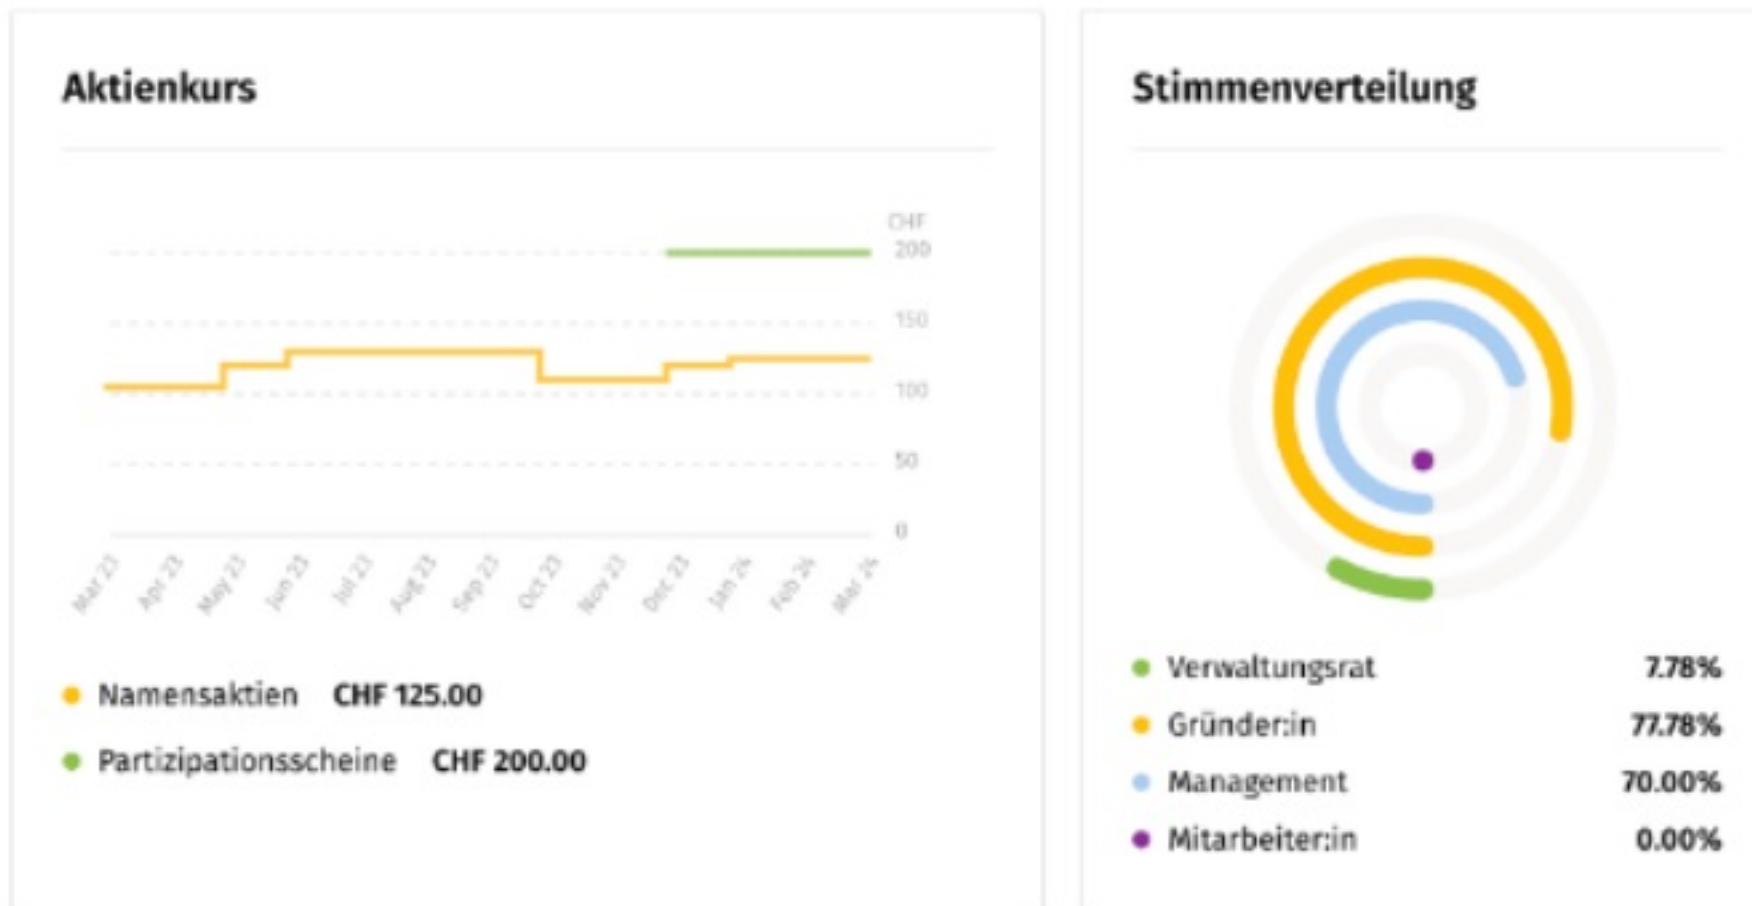 Aktienkurs
CHF
200
150
100
50
0
Mar 23
Apr 23
May 23
Jun 23
Jul 23
Aug 23
Sep 23
Oct 23
Nov 23
Dec 23
Jan 24
Feb 24
Mar 24
Namensaktien CHF 125.00
Partizipationsscheine CHF 200.00
Stimmenverteilung
Verwaltungsrat 7.78%
Gründer:in 77.78%
Management 70.00%
Mitarbeiter:in 0.00%